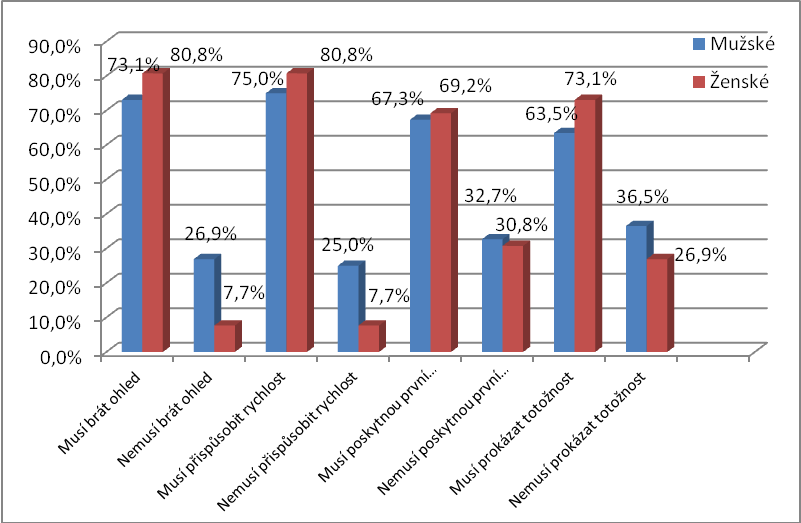 90,0%
80,0%
70,0%
60,0%
50,0%
40,0%
30,0%
20,0%
10,0%
0,0%
73,1%
80,8%
26,9%
7,7%
75,0%
80,8%
25,0%
7,7%
67,3%
69,2%
32,7%
30,8%
63,5%
73,1%
36,5%
26,9%
Mužské
Ženské
Musí brát ohled
Nemusí brát ohled
Musí přispůsobit rychlost
Nemusí přispůsobit rychlost
Musí poskytnou první…
Nemusí poskytnou první…
Musí prokázat totožnost
Nemusí prokázat totožnost